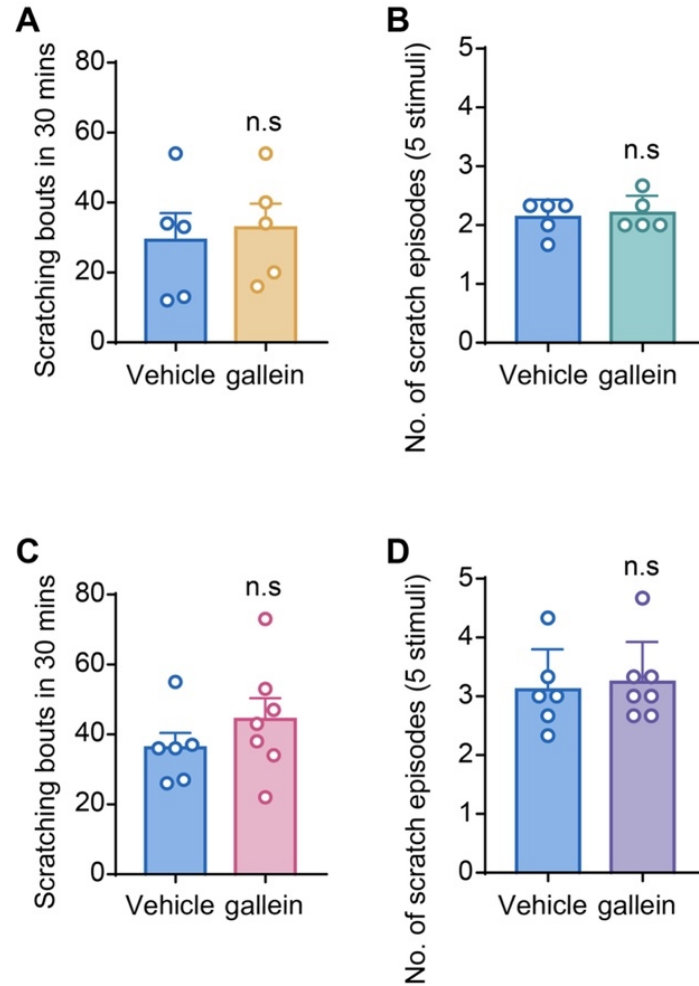 A
Scratching bouts in 30 mins
80
60
40
20
0
n.s
Vehicle gallein
B
No. of scratch episodes (5 stimuli)
5
4
3
2
1
0
n.s
Vehicle gallein
C
Scratching bouts in 30 mins
80
60
40
20
0
n.s
Vehicle gallein
D
No. of scratch episodes (5 stimuli)
5
4
3
2
1
0
n.s
Vehicle gallein